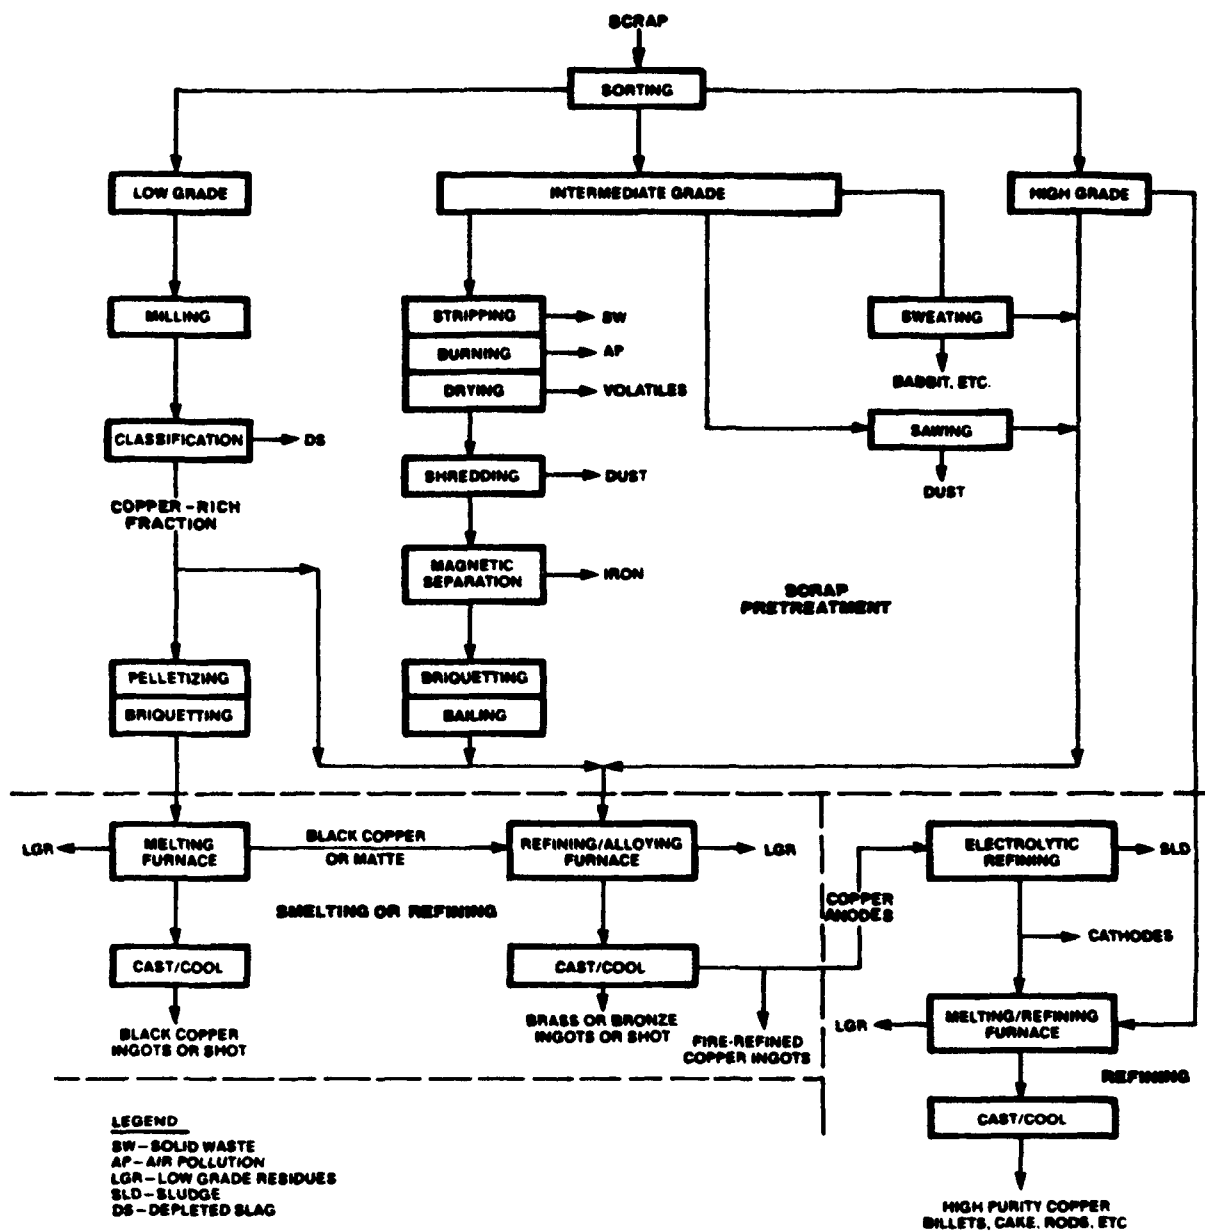 SCRAP
SORTING
LOW GRADE
INTERMEDIATE GRADE
HIGH GRADE
MILLING
STRIPPING
SW
SWEATING
BURNING
AP
BABBIT, ETC.
DRYING
VOLATILES
CLASSIFICATION
DS
SAWING
SHREDDING
DUST
DUST
COPPER-RICH
FRACTION
MAGNETIC
SEPARATION
IRON
SCRAP
PRETREATMENT
PELLETIZING
BRIQUETTING
BRIQUETTING
BAILING
LGR
MELTING
FURNACE
BLACK COPPER
OR MATTE
REFINING/ALLOYING
FURNACE
LGR
ELECTROLYTIC
REFINING
SLD
SMELTING OR REFINING
COPPER
ANODES
CATHODES
CAST/COOL
CAST/COOL
BLACK COPPER
INGOTS OR SHOT
BRASS OR BRONZE
INGOTS OR SHOT
FIRE-REFINED
COPPER INGOTS
LGR
MELTING/REFINING
FURNACE
REFINING
CAST/COOL
HIGH PURITY COPPER
BILLETS, CAKE, RODS, ETC
LEGEND
SW-SOLID WASTE
AP-AIR POLLUTION
LGR-LOW GRADE RESIDUES
SLD-SLUDGE
DS-DEPLETED SLAG